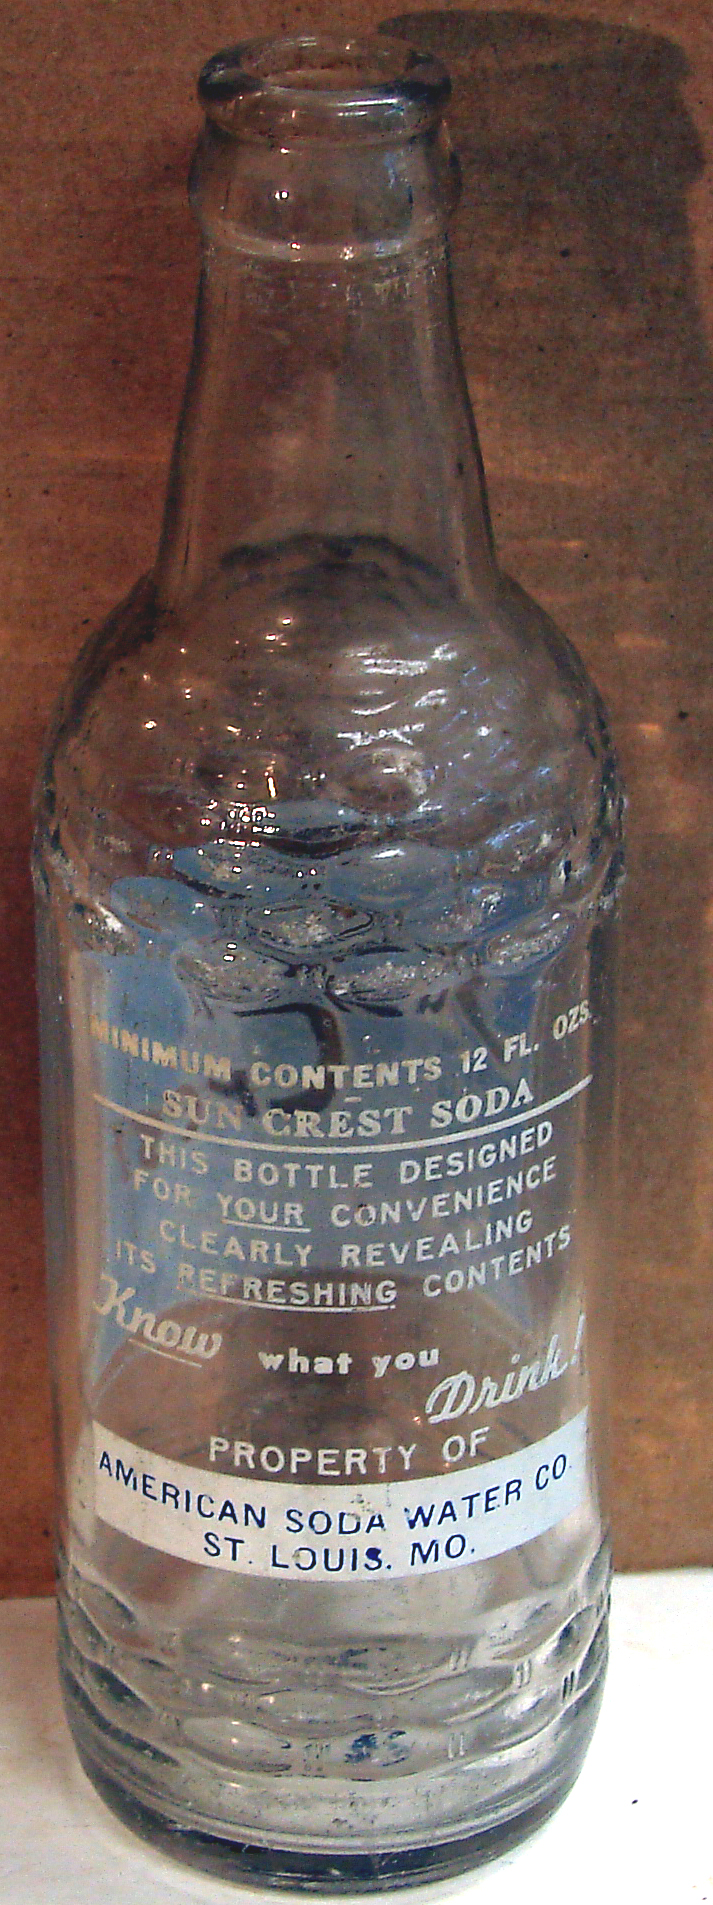 MINIMUM CONTENTS 12 FL. OZS.
SUN CREST SODA
THIS BOTTLE DESIGNED
FOR YOUR CONVENIENCE
CLEARLY REVEALING
ITS REFRESHING CONTENTS
Know what you Drink!
PROPERTY OF
AMERICAN SODA WATER CO.
ST. LOUIS. MO.